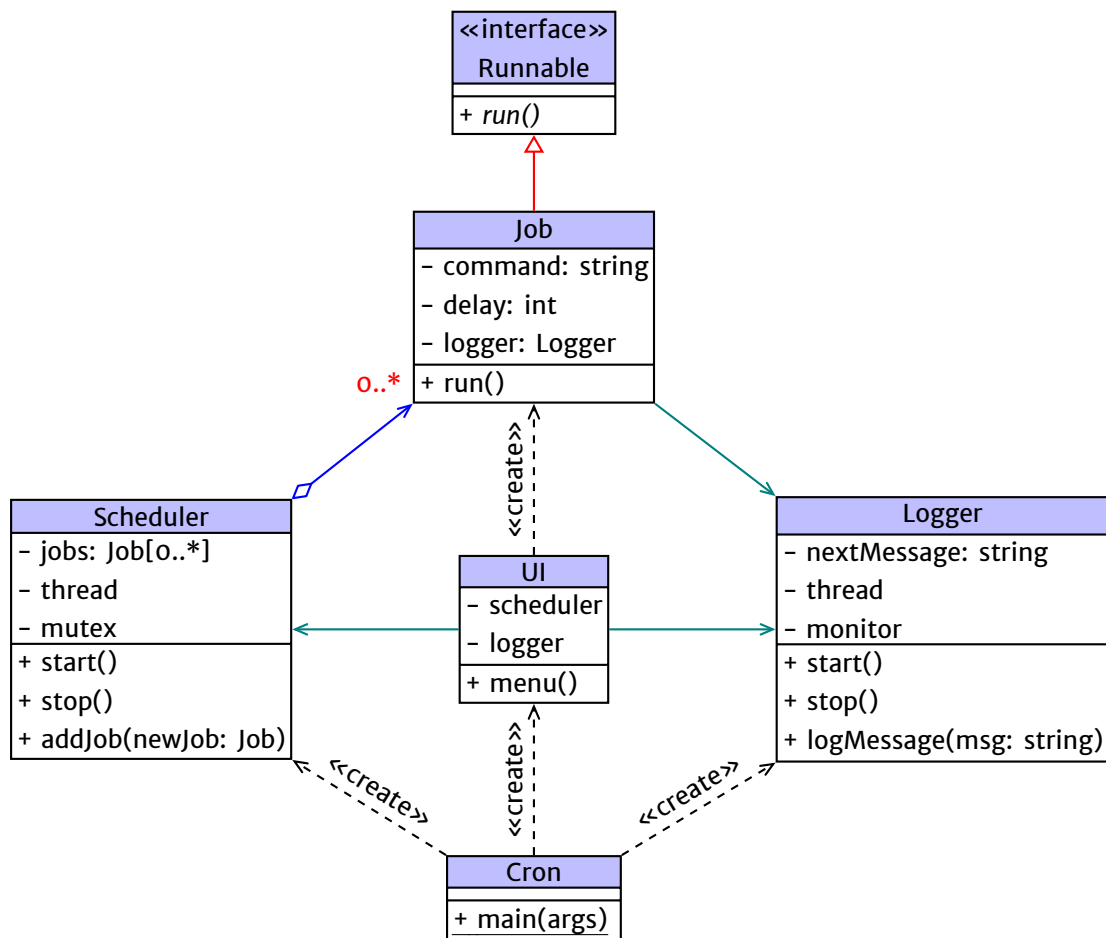 «interface»
Runnable
+ run()
Job
- command: string
- delay: int
- logger: Logger
+ run()
0..*
«create»
Scheduler
- jobs: Job[0..*]
- thread
- mutex
+ start()
+ stop()
+ addJob(newJob: Job)
UI
- scheduler
- logger
+ menu()
Logger
- nextMessage: string
- thread
- monitor
+ start()
+ stop()
+ logMessage(msg: string)
«create»
«create»
«create»
Cron
+ main(args)